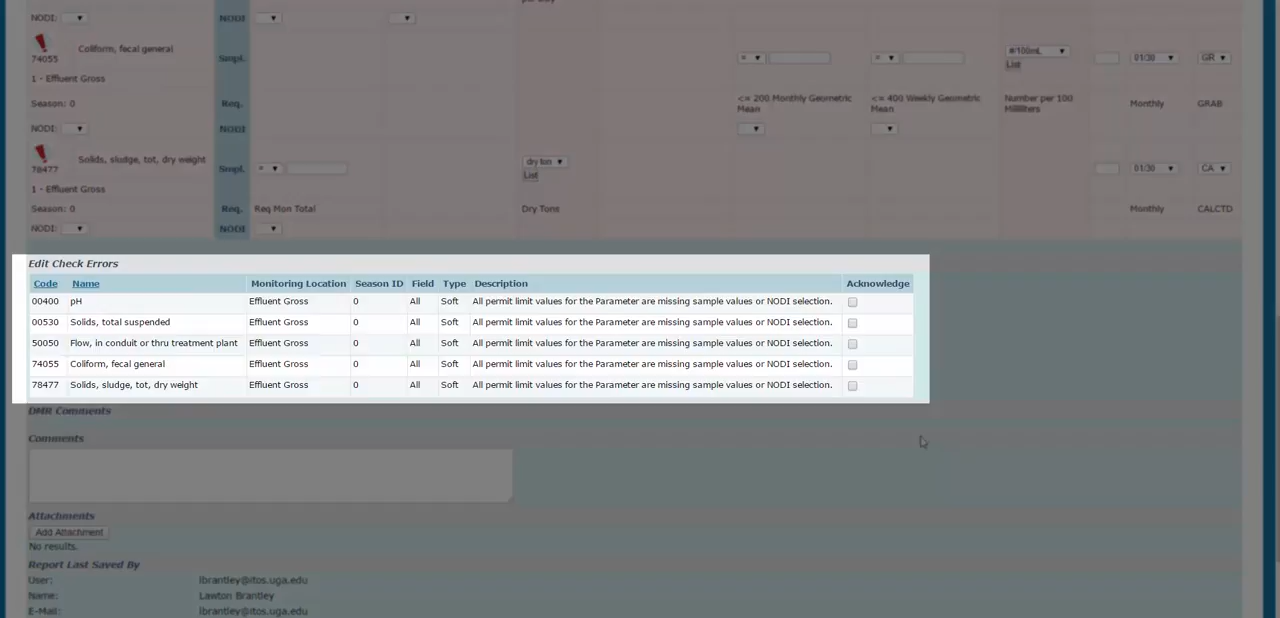 NODI: NODI
74055 Coliform, fecal general Smpl. = = #/100mL List 01/30 GR
1 - Effluent Gross
Season: 0 Req. <= 200 Monthly Geometric Mean <= 400 Weekly Geometric Mean Number per 100 Milliliters Monthly GRAB
NODI: NODI
78477 Solids, sludge, tot, dry weight Smpl. = dry ton List 01/30 CA
1 - Effluent Gross
Season: 0 Req. Req Mon Total Dry Tons Monthly CALCTD
NODI: NODI
Edit Check Errors
Code Name Monitoring Location Season ID Field Type Description Acknowledge
00400 pH Effluent Gross 0 All Soft All permit limit values for the Parameter are missing sample values or NODI selection.
00530 Solids, total suspended Effluent Gross 0 All Soft All permit limit values for the Parameter are missing sample values or NODI selection.
50050 Flow, in conduit or thru treatment plant Effluent Gross 0 All Soft All permit limit values for the Parameter are missing sample values or NODI selection.
74055 Coliform, fecal general Effluent Gross 0 All Soft All permit limit values for the Parameter are missing sample values or NODI selection.
78477 Solids, sludge, tot, dry weight Effluent Gross 0 All Soft All permit limit values for the Parameter are missing sample values or NODI selection.
DMR Comments
Comments
Attachments
Add Attachment
No results.
Report Last Saved By
User: lbrantley@itos.uga.edu
Name: Lawton Brantley
E-Mail: lbrantley@itos.uga.edu